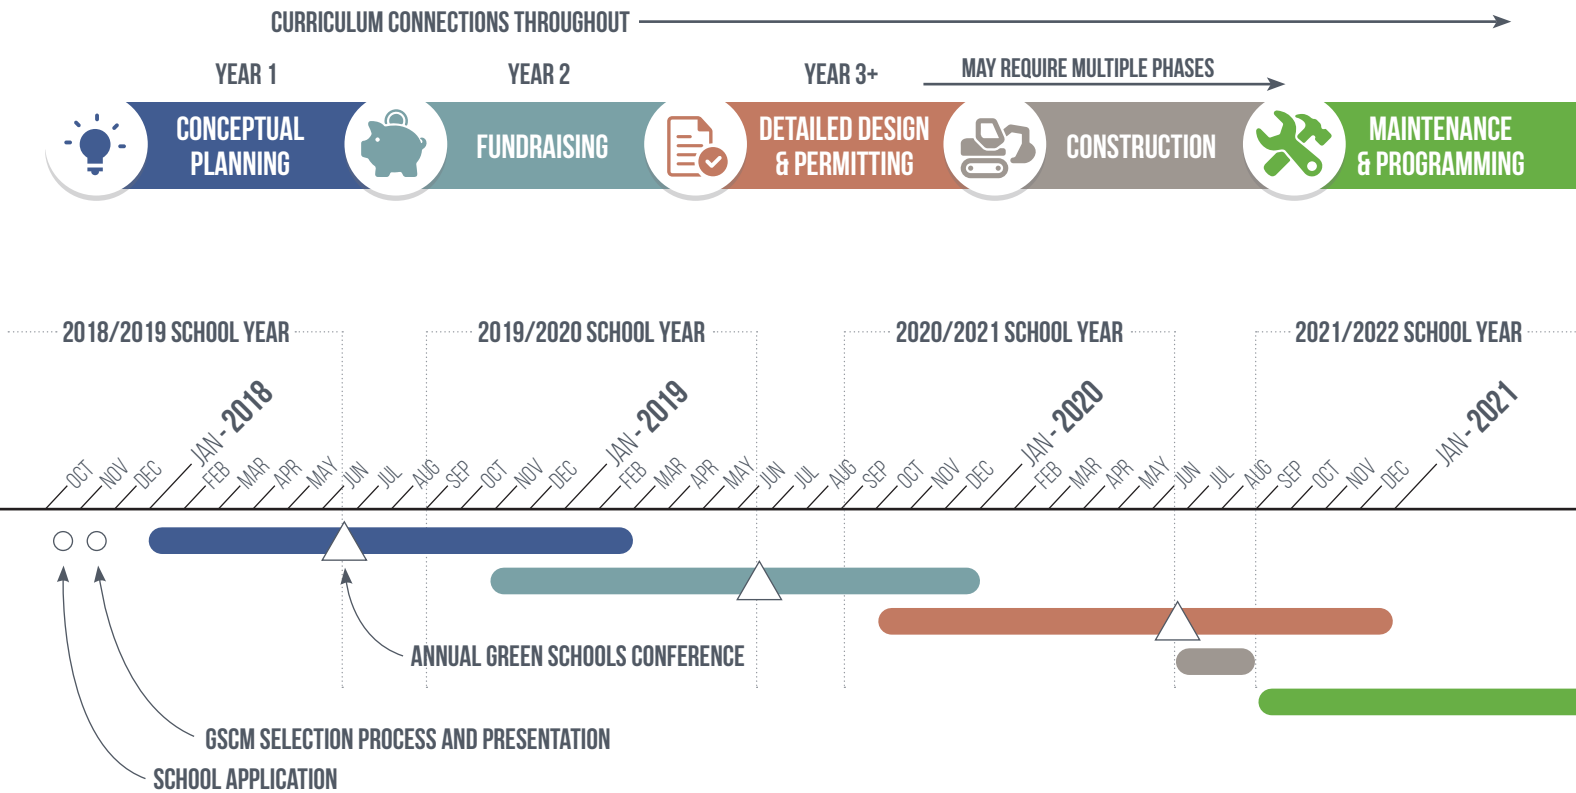 CURRICULUM CONNECTIONS THROUGHOUT
YEAR 1
YEAR 2
YEAR 3+
MAY REQUIRE MULTIPLE PHASES
CONCEPTUAL
PLANNING
FUNDRAISING
DETAILED DESIGN
& PERMITTING
CONSTRUCTION
MAINTENANCE
& PROGRAMMING
2018/2019 SCHOOL YEAR
2019/2020 SCHOOL YEAR
2020/2021 SCHOOL YEAR
2021/2022 SCHOOL YEAR
OCT
NOV
DEC
JAN - 2018
FEB
MAR
APR
MAY
JUN
JUL
AUG
SEP
OCT
NOV
DEC
JAN - 2019
FEB
MAR
APR
MAY
JUN
JUL
AUG
SEP
OCT
NOV
DEC
JAN - 2020
FEB
MAR
APR
MAY
JUN
JUL
AUG
SEP
OCT
NOV
DEC
JAN - 2021
ANNUAL GREEN SCHOOLS CONFERENCE
GSCM SELECTION PROCESS AND PRESENTATION
SCHOOL APPLICATION